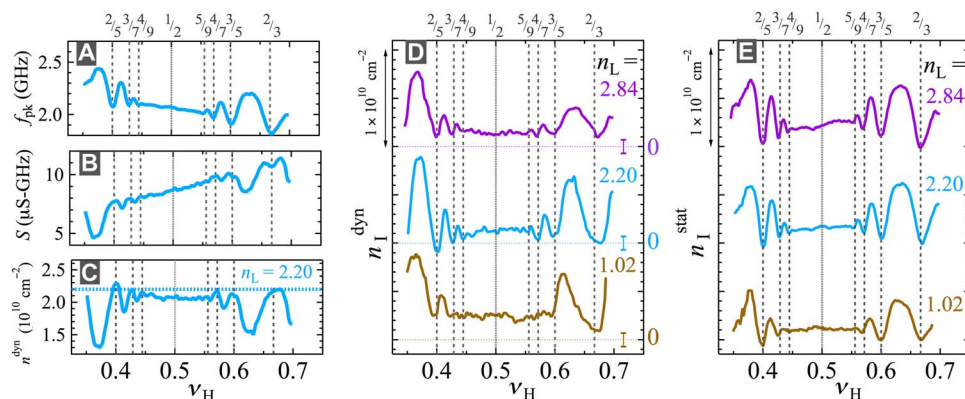 2/5 3/7 4/9 1/2 5/9 4/7 3/5 2/3
A
f_pk (GHz)
2.5
2.0
B
S (μS-GHz)
10
5
C
n_L = 2.20
n^dyn (10^10 cm^−2)
2.0
1.5
0.4 0.5 0.6 0.7
ν_H
2/5 3/7 4/9 1/2 5/9 4/7 3/5 2/3
D
1 × 10^10 cm^−2
n_L =
2.84
0
2.20
0
1.02
0
n_I^dyn
0.4 0.5 0.6 0.7
ν_H
2/5 3/7 4/9 1/2 5/9 4/7 3/5 2/3
E
1 × 10^10 cm^−2
n_L =
2.84
2.20
1.02
n_I^stat
0.4 0.5 0.6 0.7
ν_H